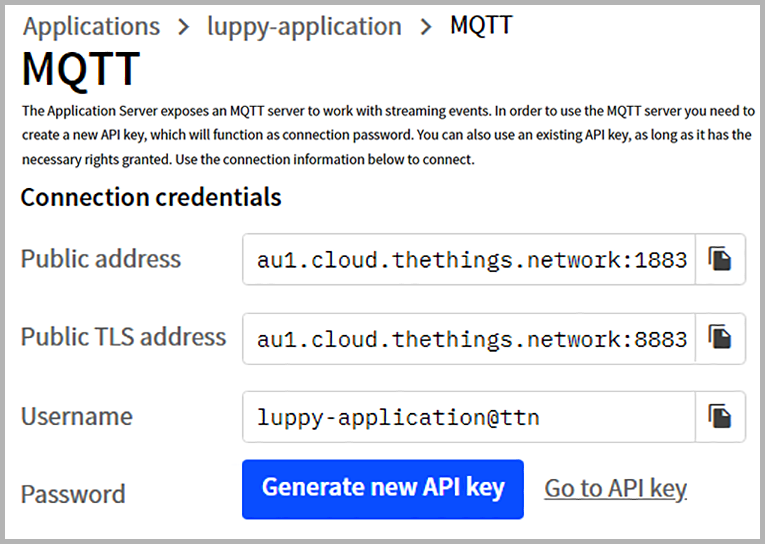 Applications > luppy-application > MQTT
MQTT
The Application Server exposes an MQTT server to work with streaming events. In order to use the MQTT server you need to
create a new API key, which will function as connection password. You can also use an existing API key, as long as it has the
necessary rights granted. Use the connection information below to connect.
Connection credentials
Public address au1.cloud.thethings.network:1883
Public TLS address au1.cloud.thethings.network:8883
Username luppy-application@ttn
Password Generate new API key Go to API key